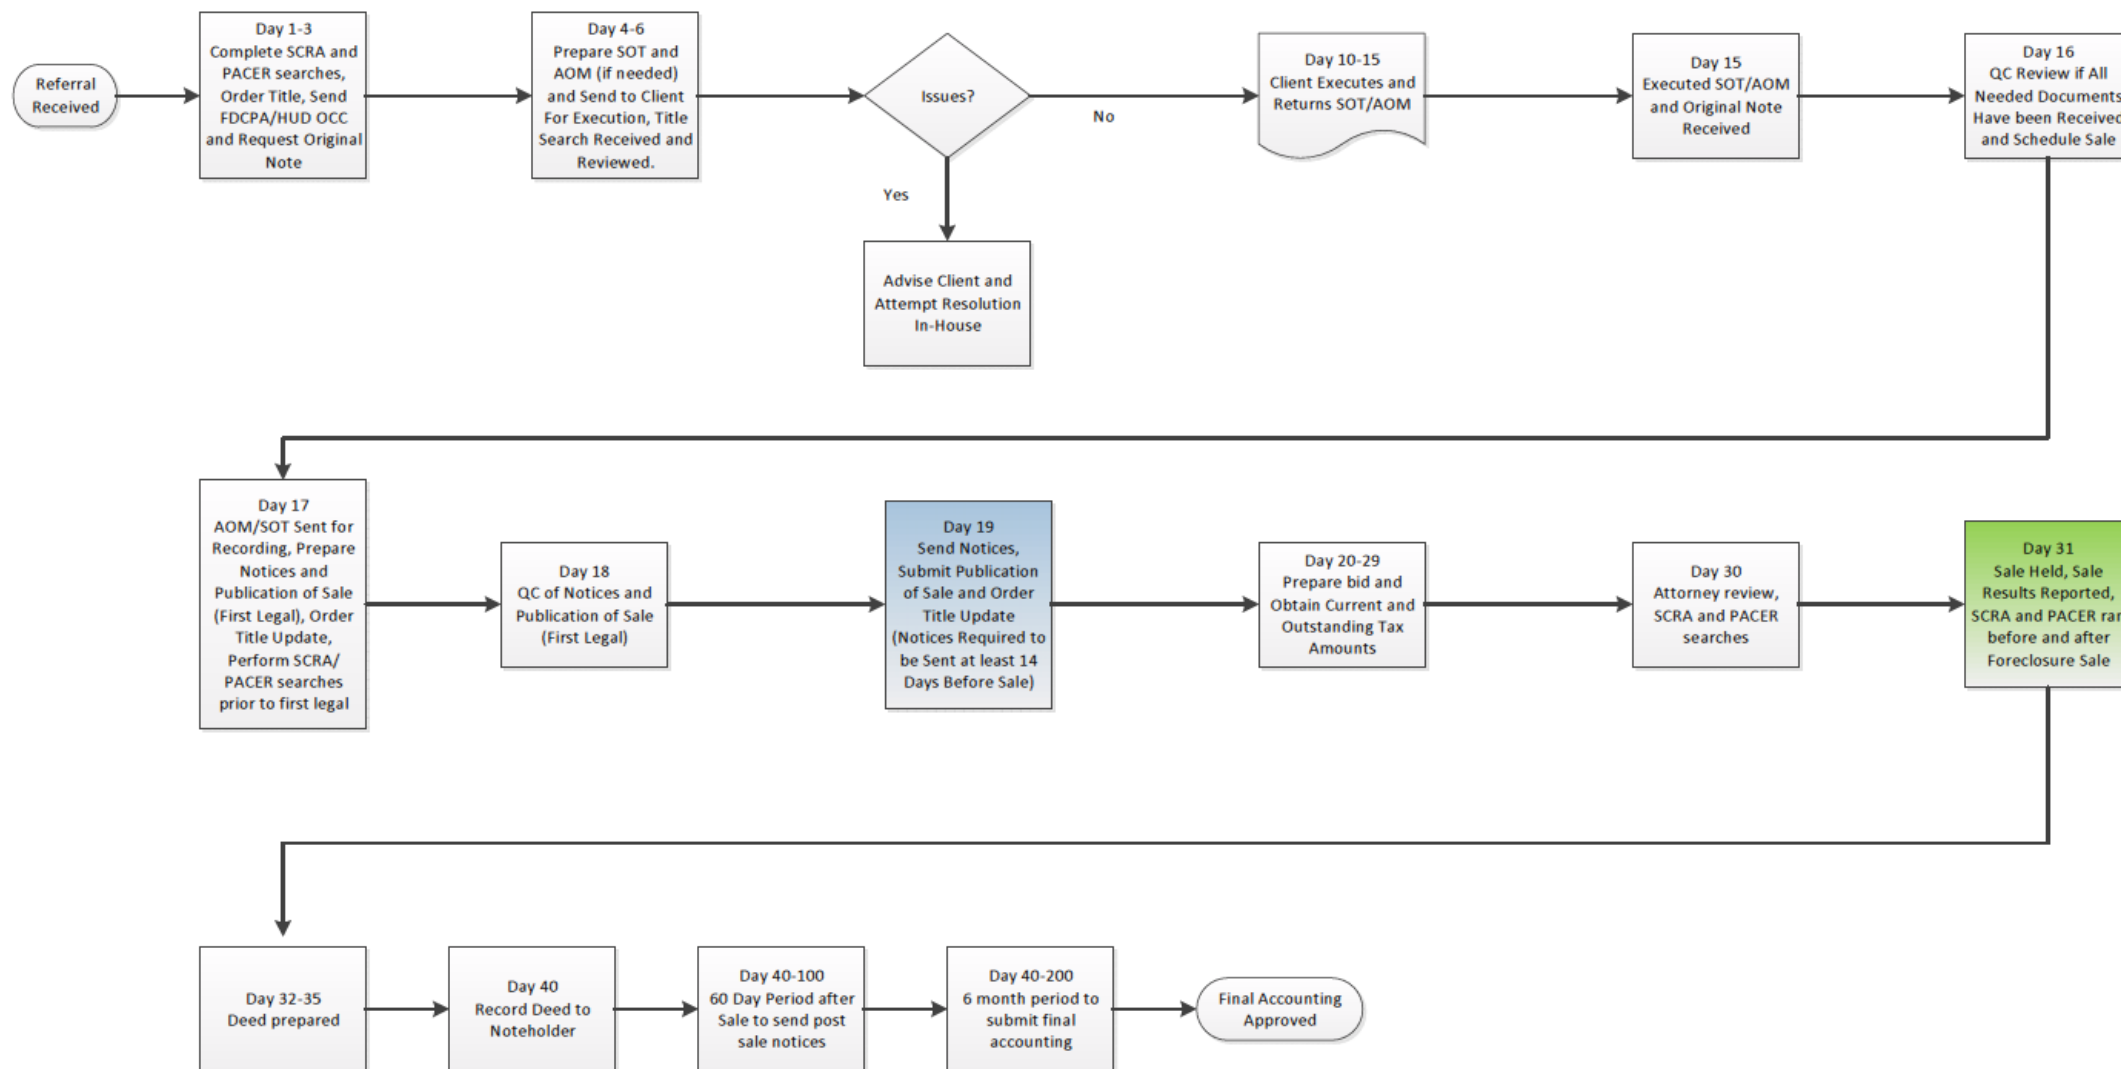 Referral
Received
Day 1-3
Complete SCRA and
PACER searches,
Order Title, Send
FDCPA/HUD OCC
and Request Original
Note
Day 4-6
Prepare SOT and
AOM (if needed)
and Send to Client
For Execution, Title
Search Received and
Reviewed.
Issues?
No
Yes
Advise Client and
Attempt Resolution
In-House
Day 10-15
Client Executes and
Returns SOT/AOM
Day 15
Executed SOT/AOM
and Original Note
Received
Day 16
QC Review if All
Needed Documents
Have been Received
and Schedule Sale
Day 17
AOM/SOT Sent for
Recording, Prepare
Notices and
Publication of Sale
(First Legal), Order
Title Update,
Perform SCRA/
PACER searches
prior to first legal
Day 18
QC of Notices and
Publication of Sale
(First Legal)
Day 19
Send Notices,
Submit Publication
of Sale and Order
Title Update
(Notices Required to
be Sent at least 14
Days Before Sale)
Day 20-29
Prepare bid and
Obtain Current and
Outstanding Tax
Amounts
Day 30
Attorney review,
SCRA and PACER
searches
Day 31
Sale Held, Sale
Results Reported,
SCRA and PACER ran
before and after
Foreclosure Sale
Day 32-35
Deed prepared
Day 40
Record Deed to
Noteholder
Day 40-100
60 Day Period after
Sale to send post
sale notices
Day 40-200
6 month period to
submit final
accounting
Final Accounting
Approved